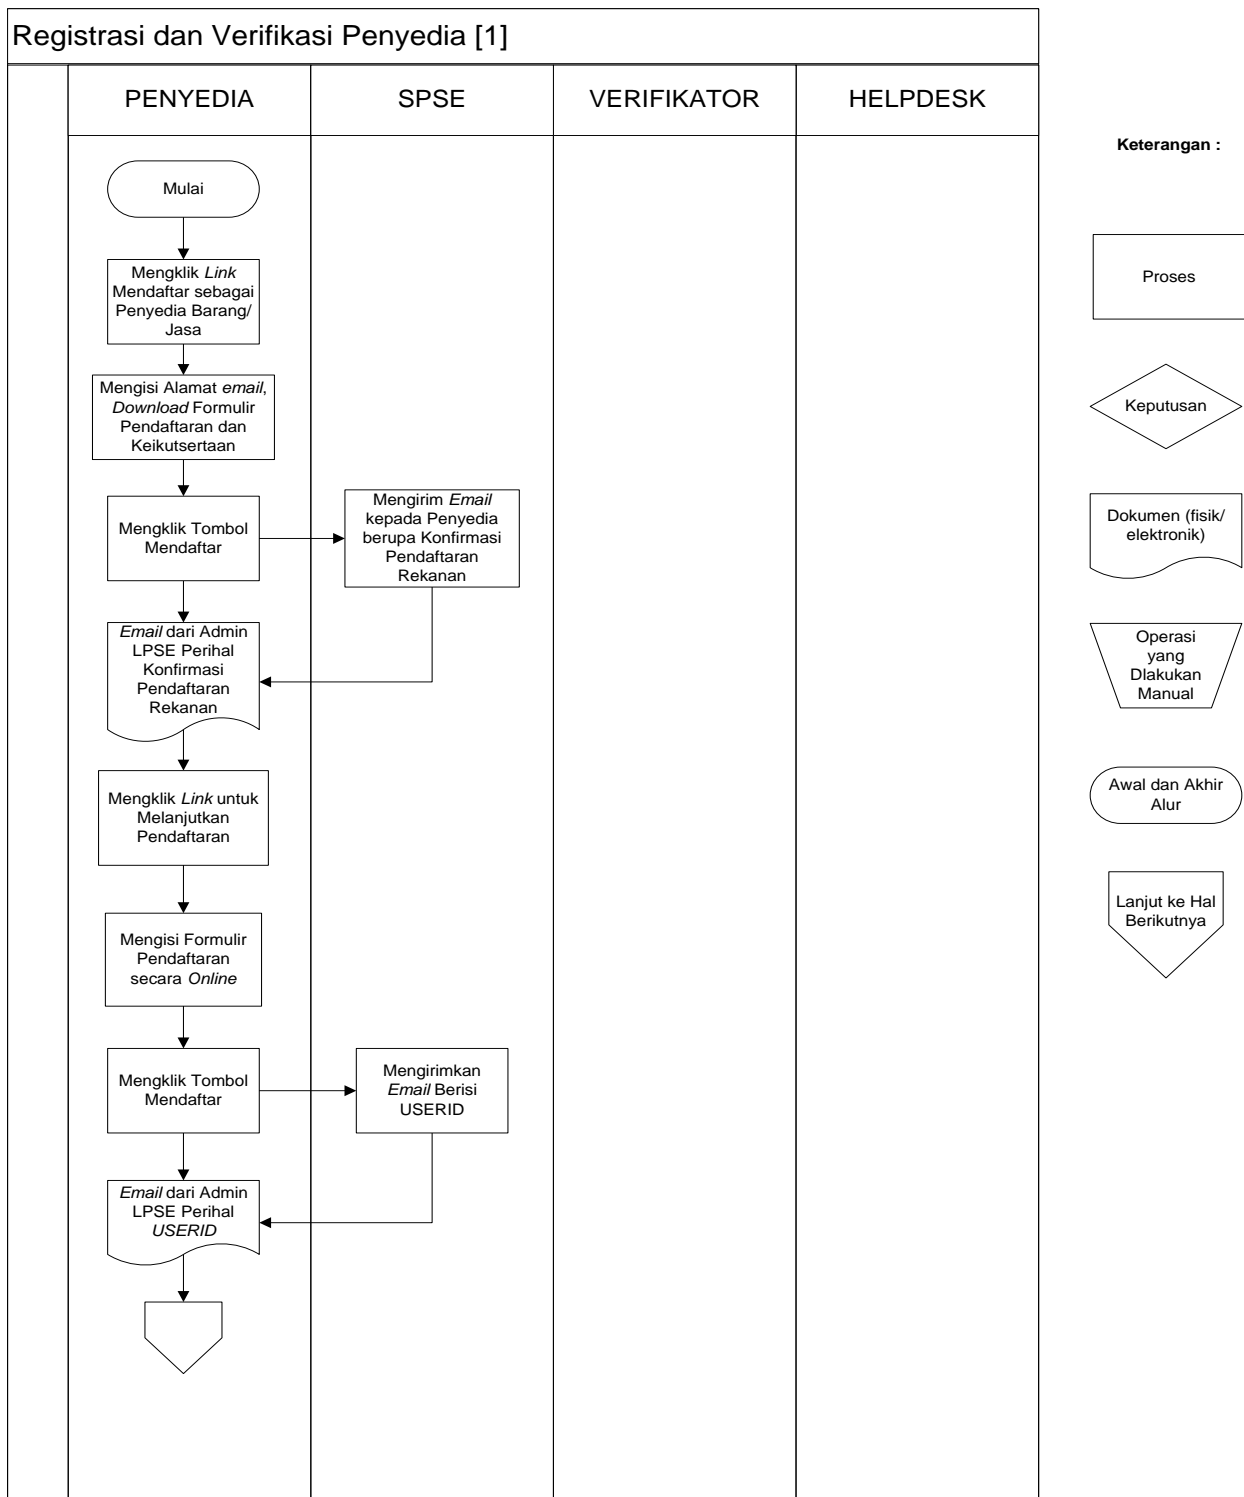 Registrasi dan Verifikasi Penyedia [1]
PENYEDIA
SPSE
VERIFIKATOR
HELPDESK
Mulai
Mengklik Link
Mendaftar sebagai
Penyedia Barang/
Jasa
Mengisi Alamat email,
Download Formulir
Pendaftaran dan
Keikutsertaan
Mengklik Tombol
Mendaftar
Mengirim Email
kepada Penyedia
berupa Konfirmasi
Pendaftaran
Rekanan
Email dari Admin
LPSE Perihal
Konfirmasi
Pendaftaran
Rekanan
Mengklik Link untuk
Melanjutkan
Pendaftaran
Mengisi Formulir
Pendaftaran
secara Online
Mengklik Tombol
Mendaftar
Mengirimkan
Email Berisi
USERID
Email dari Admin
LPSE Perihal
USERID
Keterangan :
Proses
Keputusan
Dokumen (fisik/
elektronik)
Operasi
yang
Dlakukan
Manual
Awal dan Akhir
Alur
Lanjut ke Hal
Berikutnya